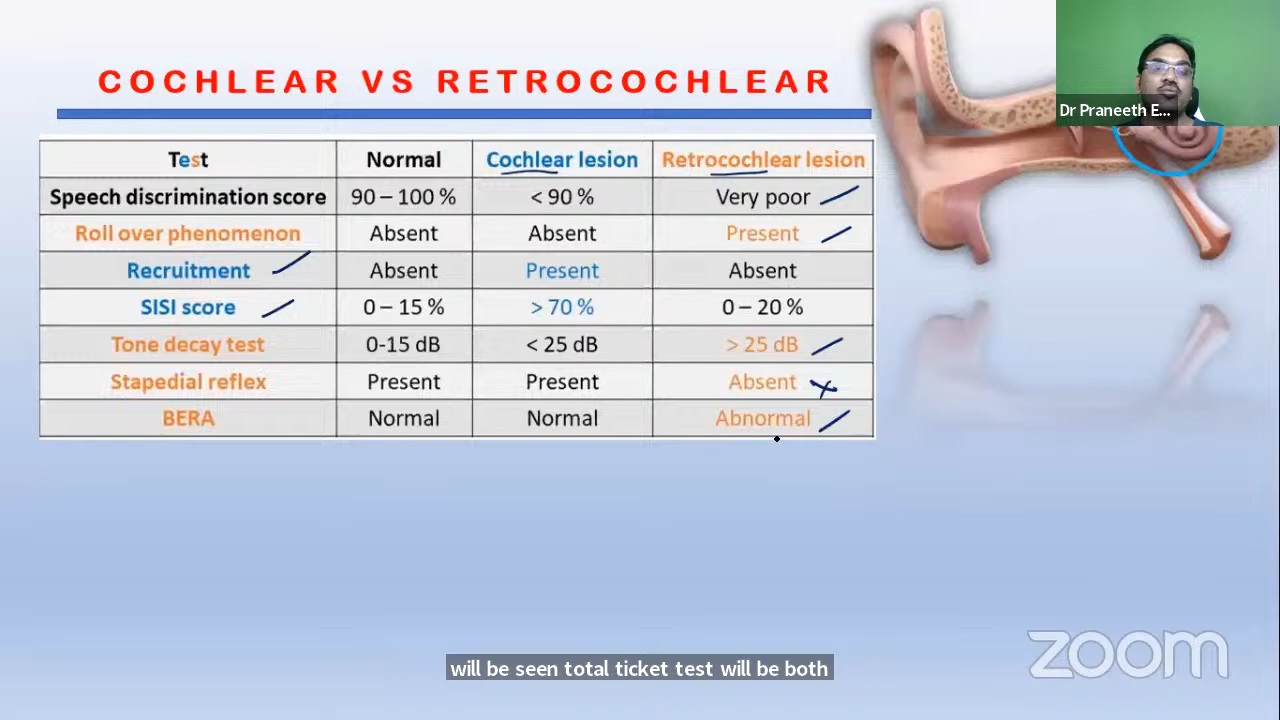 COCHLEAR VS RETROCOCHLEAR
Dr Praneeth E...
Test Normal Cochlear lesion Retrocochlear lesion
Speech discrimination score 90 – 100 % < 90 % Very poor
Roll over phenomenon Absent Absent Present
Recruitment Absent Present Absent
SISI score 0 – 15 % > 70 % 0 – 20 %
Tone decay test 0-15 dB < 25 dB > 25 dB
Stapedial reflex Present Present Absent
BERA Normal Normal Abnormal
zoom
will be seen total ticket test will be both